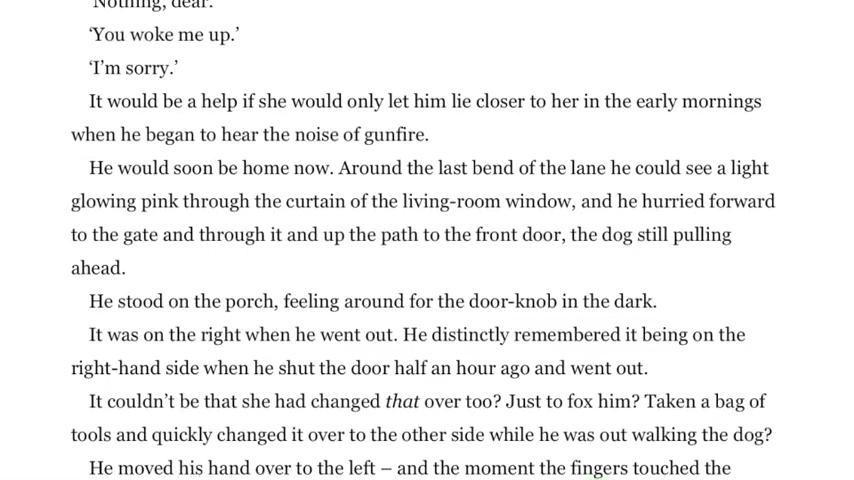 ‘Nothing, dear.’
‘You woke me up.’
‘I’m sorry.’
It would be a help if she would only let him lie closer to her in the early mornings
when he began to hear the noise of gunfire.
He would soon be home now. Around the last bend of the lane he could see a light
glowing pink through the curtain of the living-room window, and he hurried forward
to the gate and through it and up the path to the front door, the dog still pulling
ahead.
He stood on the porch, feeling around for the door-knob in the dark.
It was on the right when he went out. He distinctly remembered it being on the
right-hand side when he shut the door half an hour ago and went out.
It couldn’t be that she had changed that over too? Just to fox him? Taken a bag of
tools and quickly changed it over to the other side while he was out walking the dog?
He moved his hand over to the left – and the moment the fingers touched the